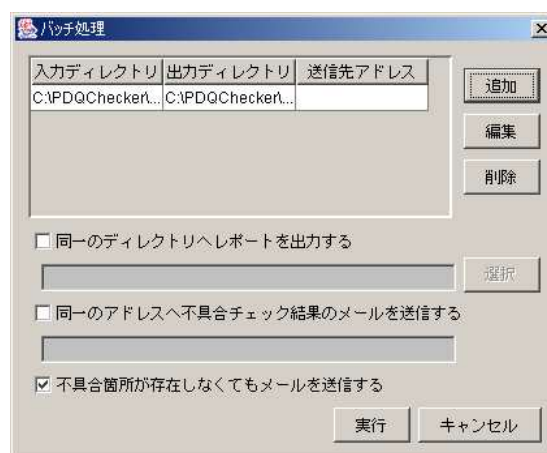 バッチ処理
入力ディレクトリ 出力ディレクトリ 送信先アドレス
C:\PDQChecker\... C:\PDQChecker\...
追加
編集
削除
同一のディレクトリへレポートを出力する
選択
同一のアドレスへ不具合チェック結果のメールを送信する
不具合箇所が存在しなくてもメールを送信する
実行 キャンセル